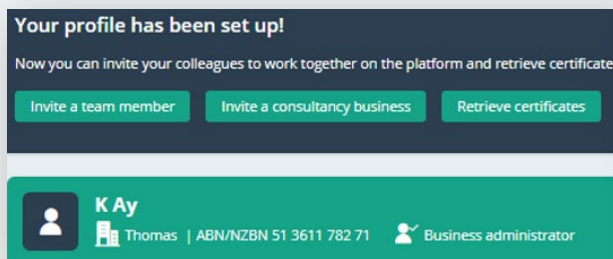 Your profile has been set up!
Now you can invite your colleagues to work together on the platform and retrieve certificate
Invite a team member Invite a consultancy business Retrieve certificates
K Ay
Thomas | ABN/NZBN 51 3611 782 71 Business administrator